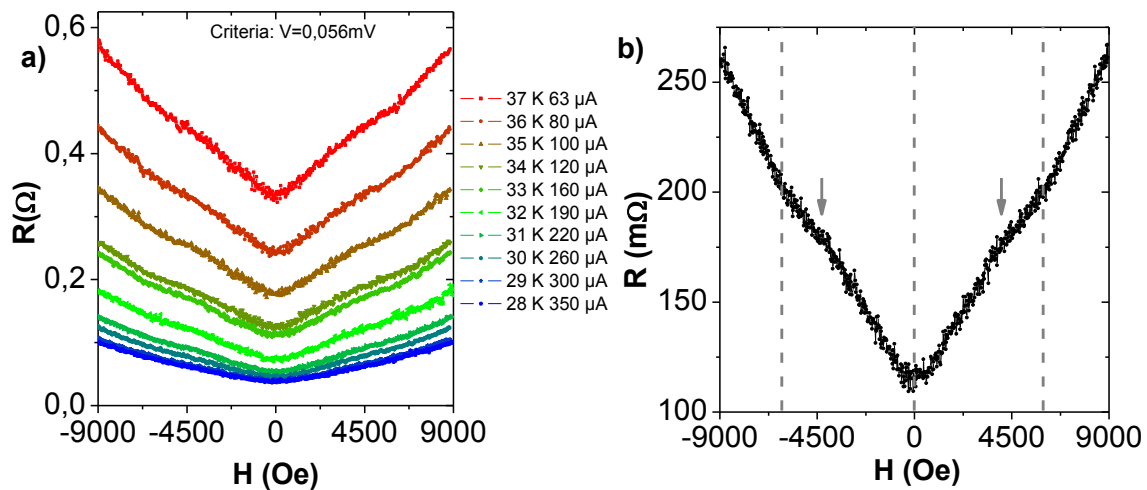 a)
Criteria: V=0,056mV
R(Ω)
0,6
0,4
0,2
0,0
-9000 -4500 0 4500 9000
H (Oe)
37 K 63 µA
36 K 80 µA
35 K 100 µA
34 K 120 µA
33 K 160 µA
32 K 190 µA
31 K 220 µA
30 K 260 µA
29 K 300 µA
28 K 350 µA
b)
R (mΩ)
250
200
150
100
-9000 -4500 0 4500 9000
H (Oe)